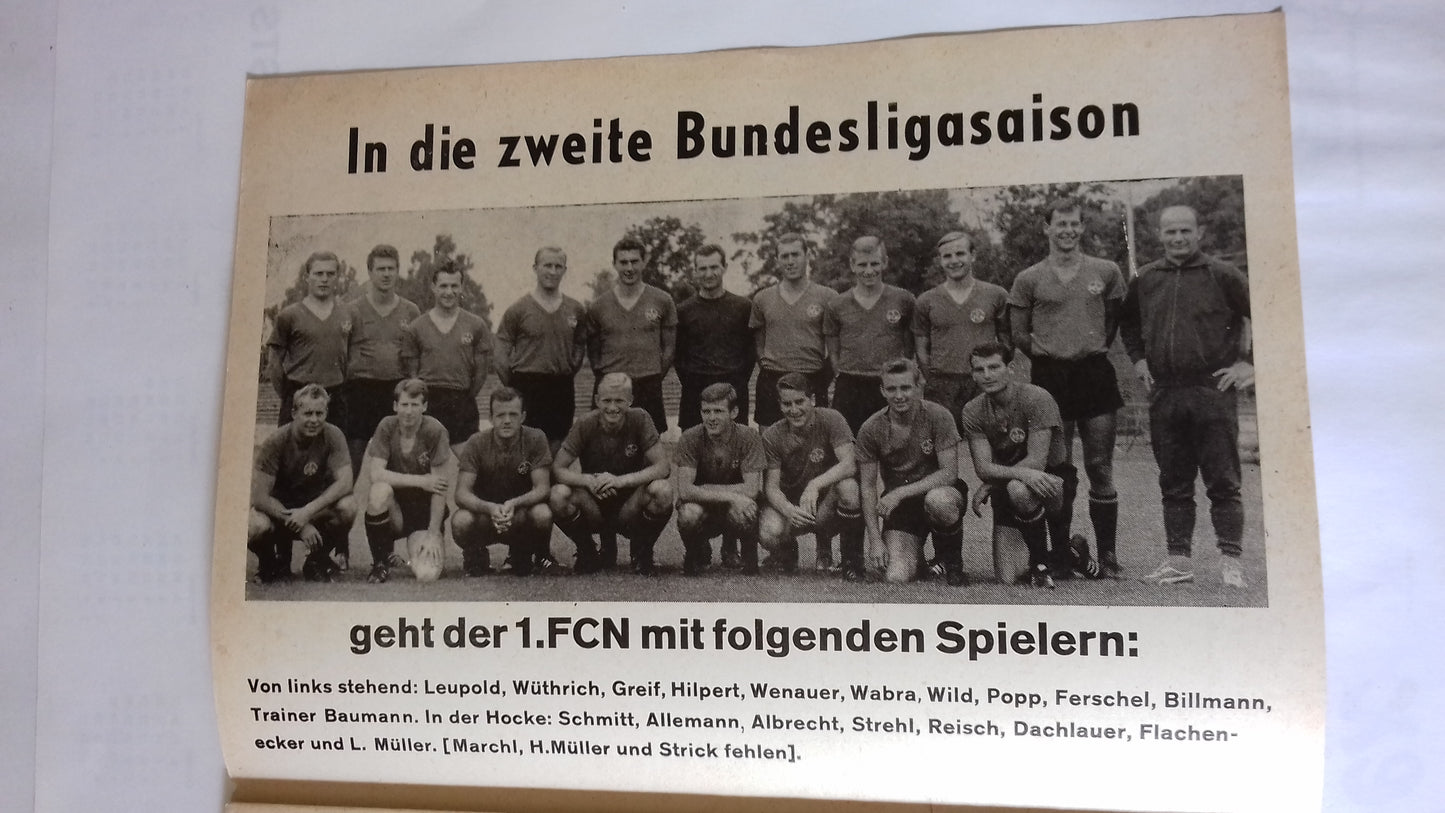 In die zweite Bundesligasaison
geht der 1.FCN mit folgenden Spielern:
Von links stehend: Leupold, Wüthrich, Greif, Hilpert, Wenauer, Wabra, Wild, Popp, Ferschel, Billmann,
Trainer Baumann. In der Hocke: Schmitt, Allemann, Albrecht, Strehl, Reisch, Dachlauer, Flachen-
ecker und L. Müller. [Marchl, H.Müller und Strick fehlen].